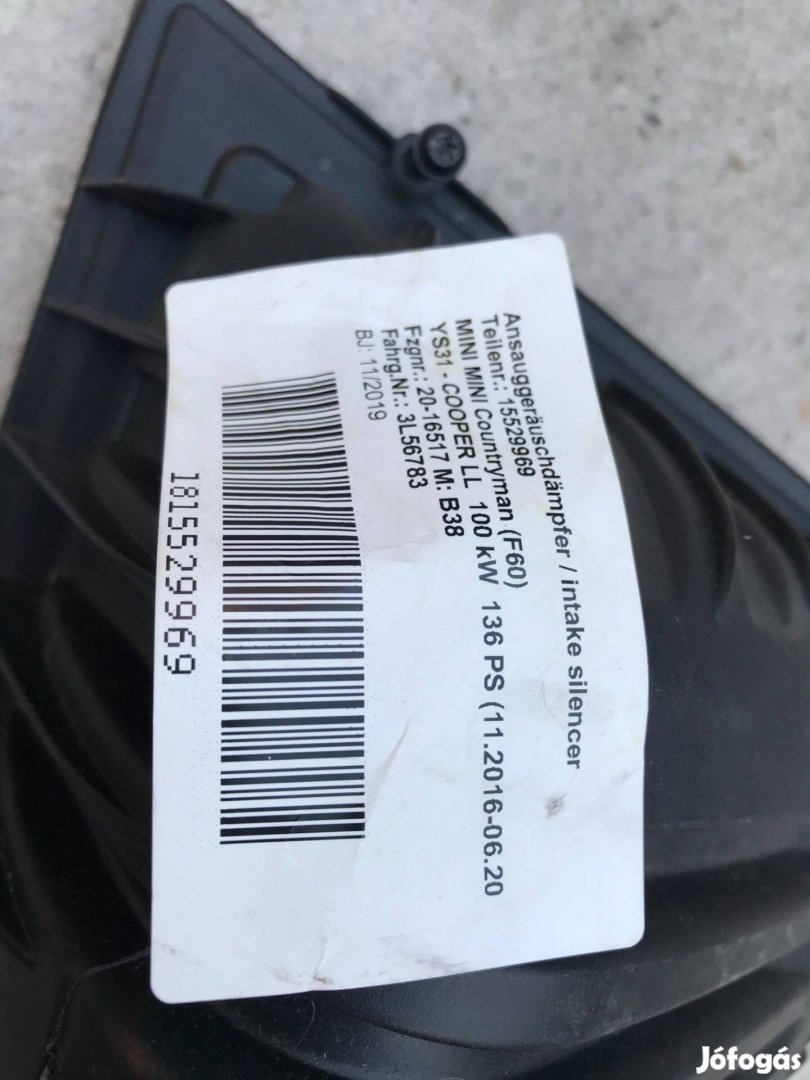 Ansauggeräuschdämpfer / intake silencer
Teilenr.: 15529969
MINI MINI Countryman (F60)
YS31 - COOPER LL 100 kW 136 PS (11.2016-06.20
Fzgnr.: 20-16517 M: B38
Fahrg.Nr.: 3L56783
BJ: 11/2019
1815529969
Jófogás